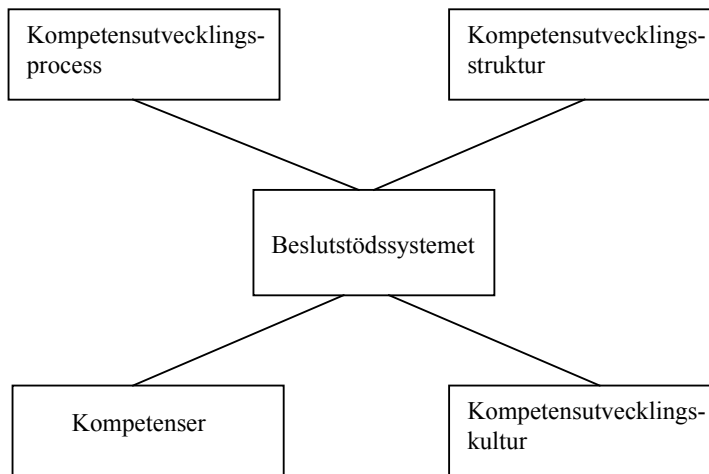 Kompetensutvecklings-
process
Kompetensutvecklings-
struktur
Beslutstödssystemet
Kompetenser
Kompetensutvecklings-
kultur